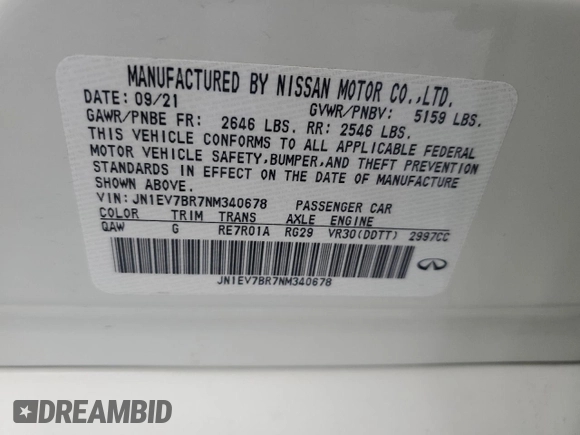 MANUFACTURED BY NISSAN MOTOR CO.,LTD.
DATE: 09/21 GVWR/PNBV: 5159 LBS.
GAWR/PNBE FR: 2646 LBS. RR: 2546 LBS.
THIS VEHICLE CONFORMS TO ALL APPLICABLE FEDERAL
MOTOR VEHICLE SAFETY,BUMPER,AND THEFT PREVENTION
STANDARDS IN EFFECT ON THE DATE OF MANUFACTURE
SHOWN ABOVE.
VIN: JN1EV7BR7NM340678 PASSENGER CAR
COLOR TRIM TRANS AXLE ENGINE
QAW G RE7R01A RG29 VR30(DDTT) 2997CC
JN1EV7BR7NM340678
DREAMBID